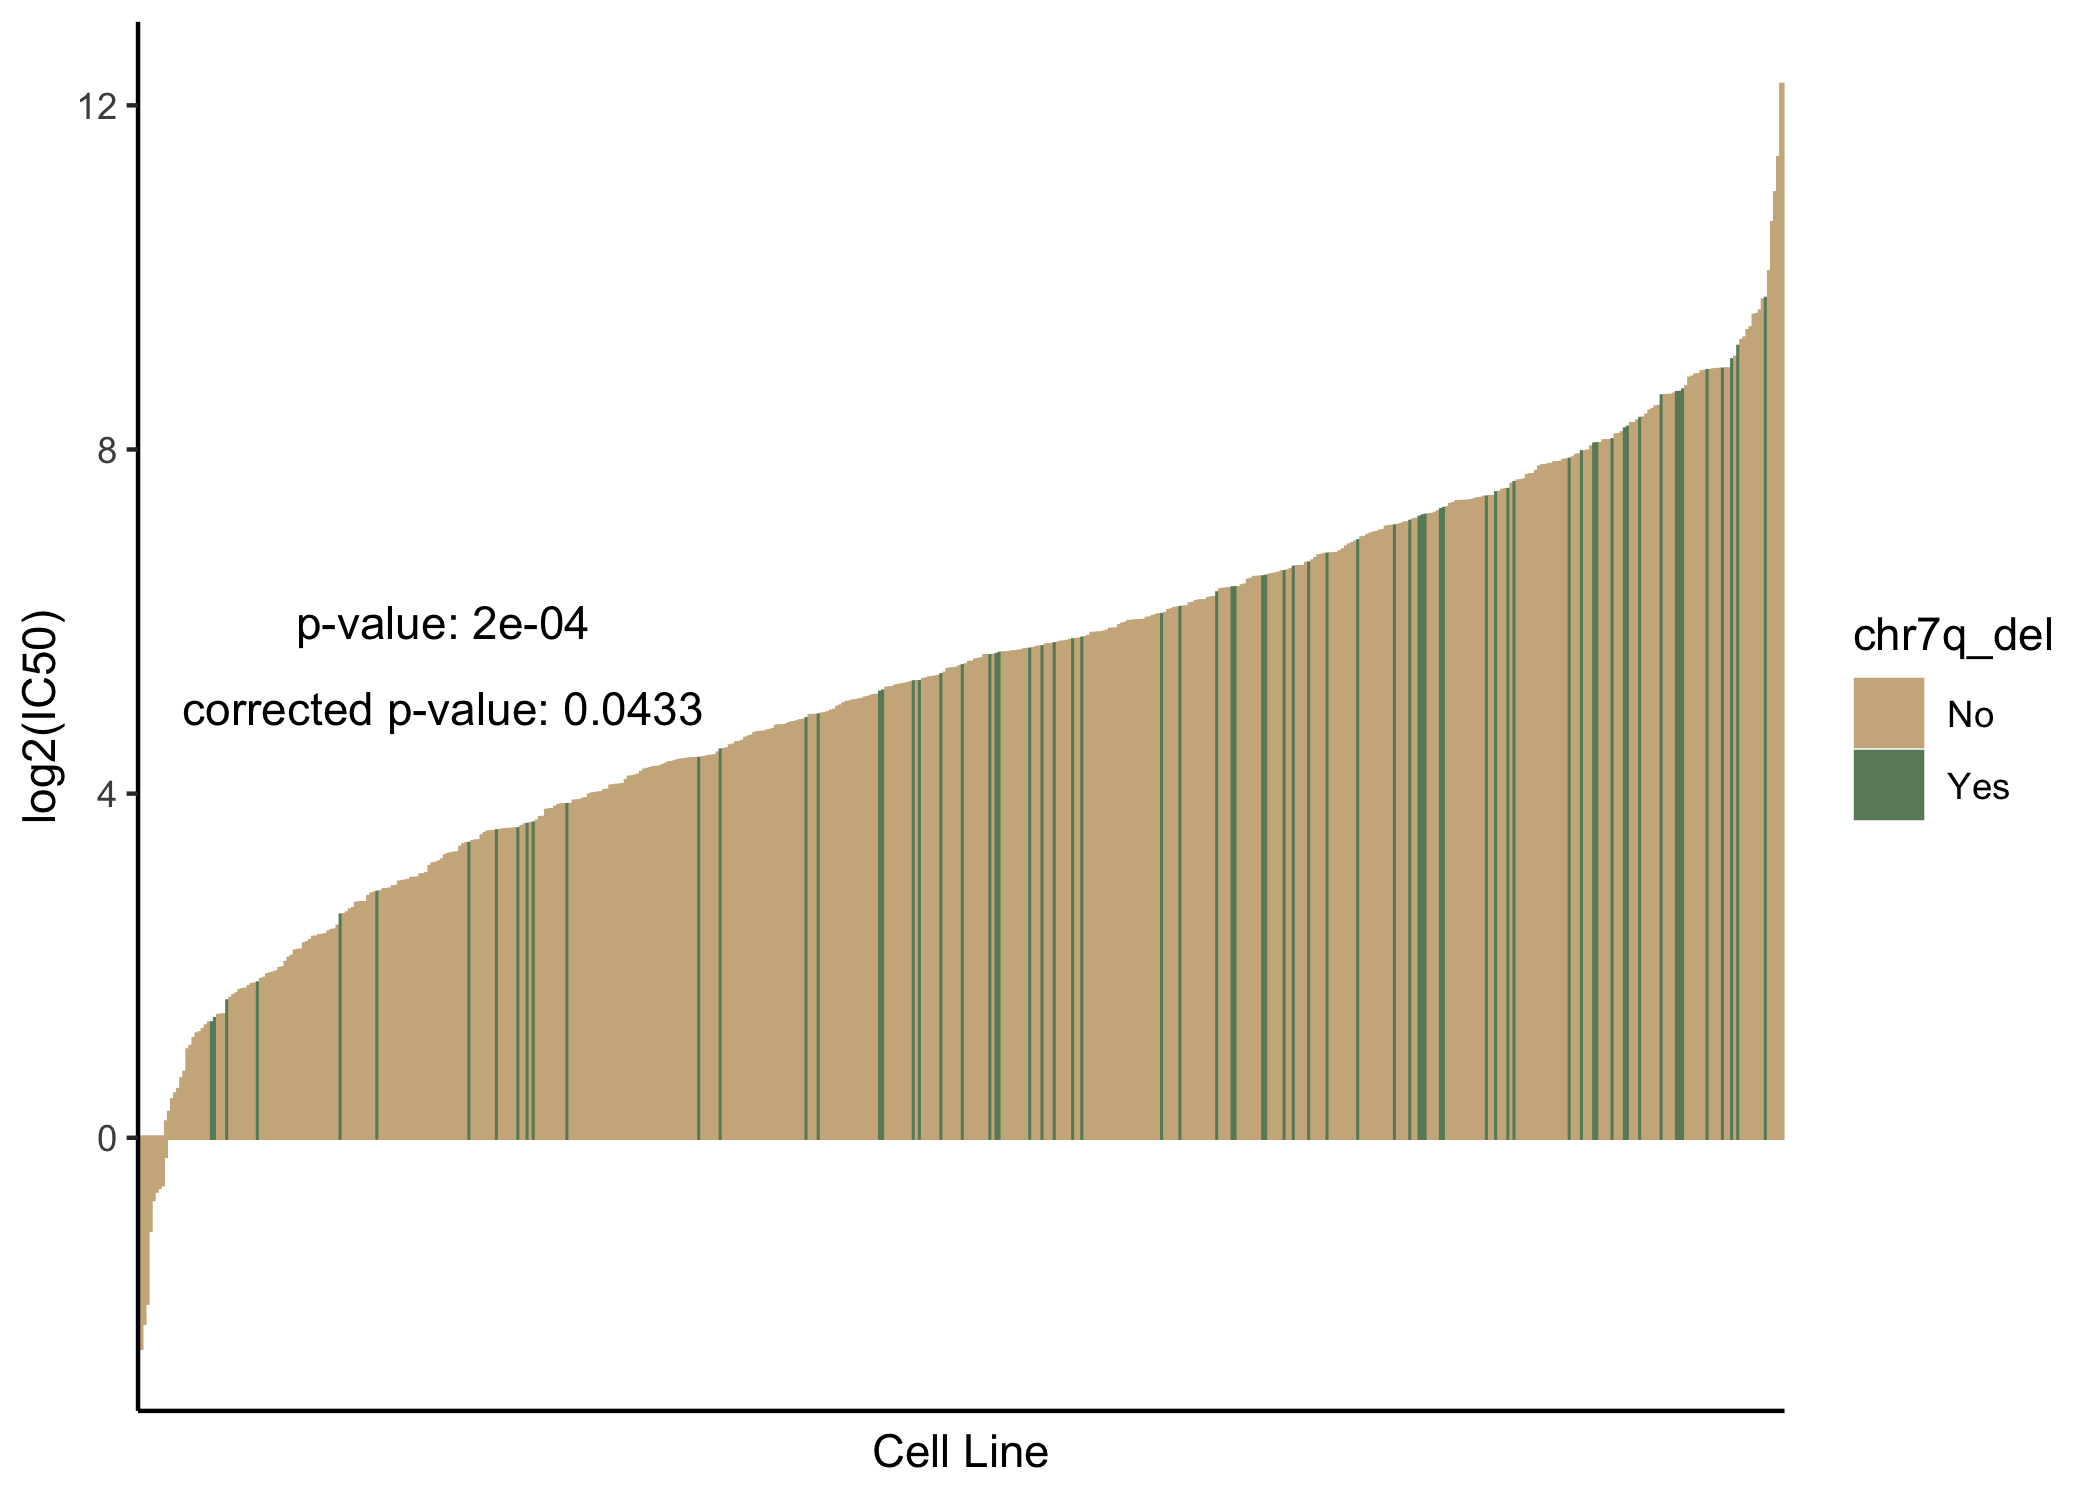 12
8
4
0
log2(IC50)
p-value: 2e-04
corrected p-value: 0.0433
Cell Line
chr7q_del
No
Yes